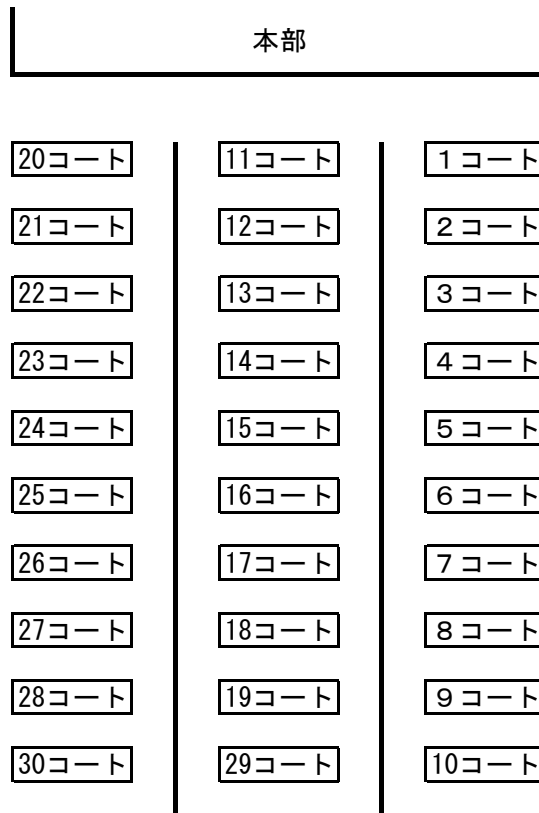 本部
20コート 11コート １コート
21コート 12コート ２コート
22コート 13コート ３コート
23コート 14コート ４コート
24コート 15コート ５コート
25コート 16コート ６コート
26コート 17コート ７コート
27コート 18コート ８コート
28コート 19コート ９コート
30コート 29コート 10コート